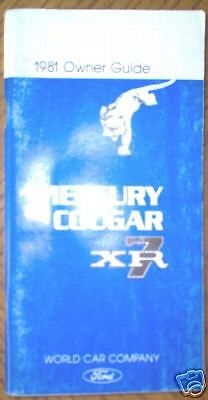 1981 Owner Guide
MERCURY
COUGAR
XR7
WORLD CAR COMPANY
Ford